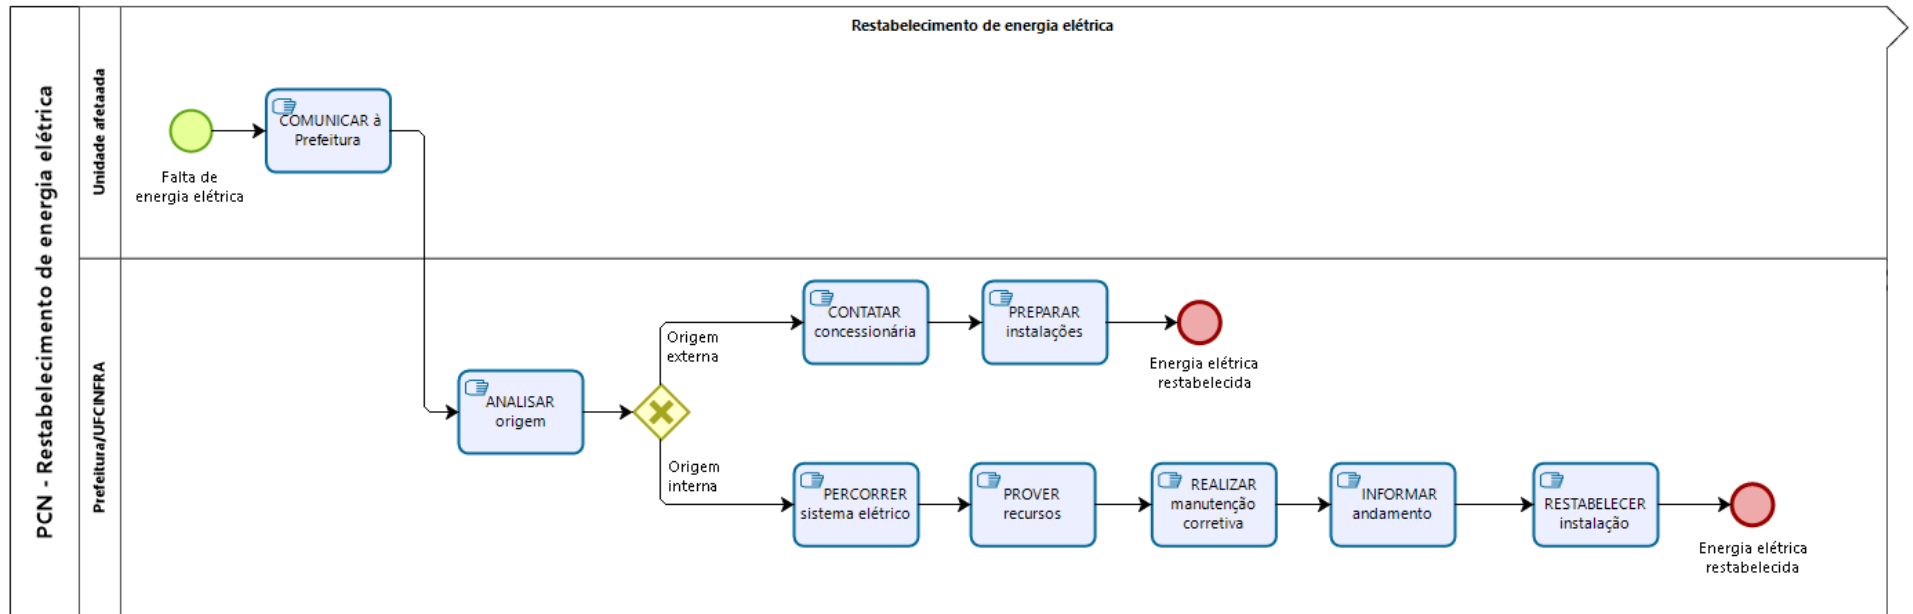 PCN - Restabelecimento de energia elétrica
Restabelecimento de energia elétrica
Unidade afetaada
Falta de
energia elétrica
COMUNICAR à
Prefeitura
Prefeitura/UFCINFRA
ANALISAR
origem
Origem
externa
CONTATAR
concessionária
PREPARAR
instalações
Energia elétrica
restabelecida
Origem
interna
PERCORRER
sistema elétrico
PROVER
recursos
REALIZAR
manutenção
corretiva
INFORMAR
andamento
RESTABELECER
instalação
Energia elétrica
restabelecida